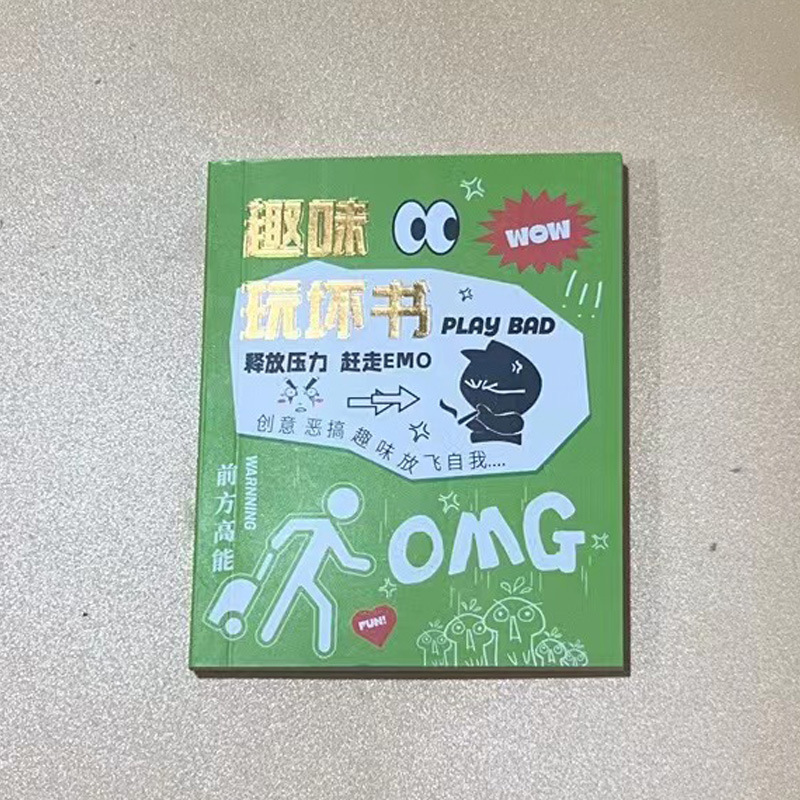 趣味
WOW
玩坏书 PLAY BAD
释放压力 赶走EMO
创意 恶搞 趣味放飞自我....
WARNNING
前方高能
OMG
FUN!